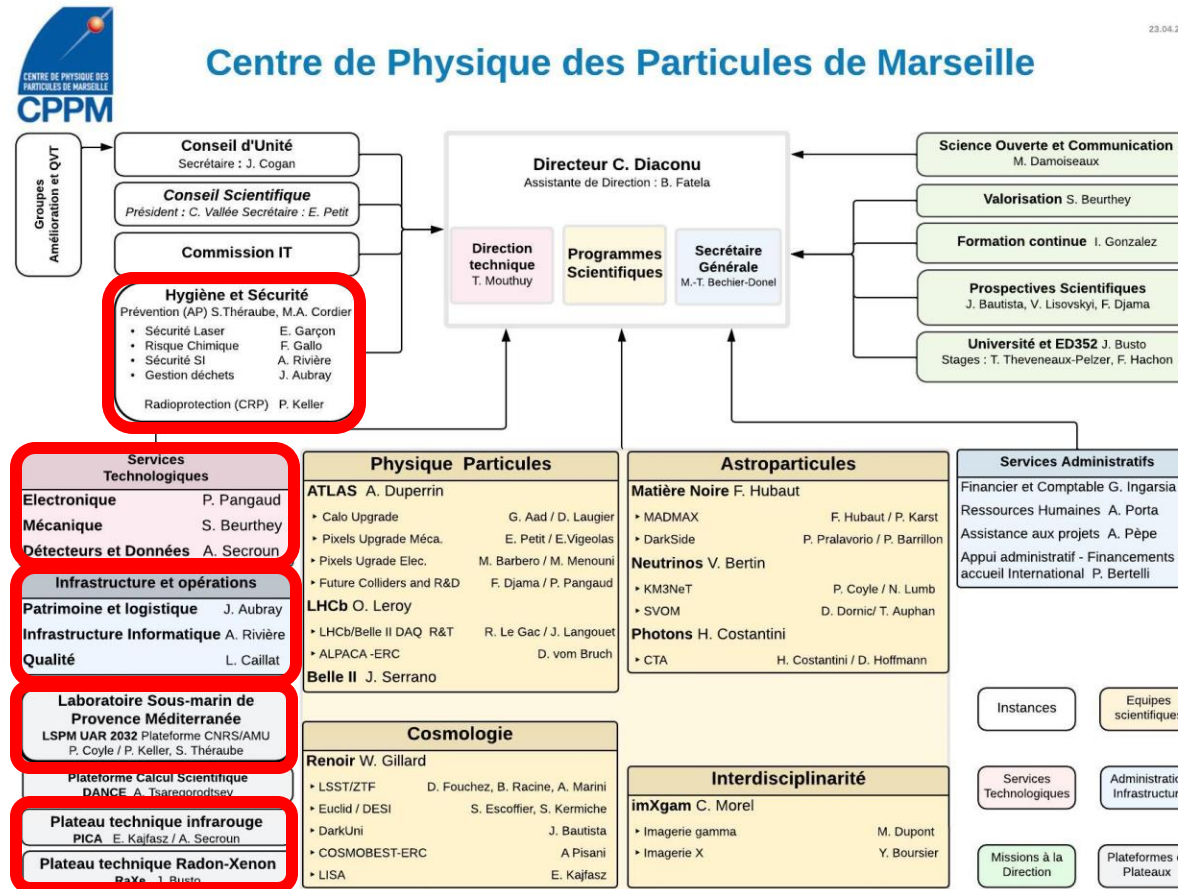 23.04.2
CENTRE DE PHYSIQUE DES
PARTICULES DE MARSEILLE
CPPM
Centre de Physique des Particules de Marseille
Groupes
Amélioration et QVT
Conseil d'Unité
Secrétaire : J. Cogan
Conseil Scientifique
Président : C. Vallée Secrétaire : E. Petit
Commission IT
Hygiène et Sécurité
Prévention (AP) S.Théraube, M.A. Cordier
• Sécurité Laser E. Garçon
• Risque Chimique F. Gallo
• Sécurité SI A. Rivière
• Gestion déchets J. Aubray
Radioprotection (CRP) P. Keller
Directeur C. Diaconu
Assistante de Direction : B. Fatela
Direction
technique
T. Mouthuy
Programmes
Scientifiques
Secrétaire
Générale
M.-T. Bechier-Donel
Science Ouverte et Communication
M. Damoiseaux
Valorisation S. Beurthey
Formation continue I. Gonzalez
Prospectives Scientifiques
J. Bautista, V. Lisovskyi, F. Djama
Université et ED352 J. Busto
Stages : T. Theveneaux-Pelzer, F. Hachon
Services
Technologiques
Electronique P. Pangaud
Mécanique S. Beurthey
Détecteurs et Données A. Secroun
Infrastructure et opérations
Patrimoine et logistique J. Aubray
Infrastructure Informatique A. Rivière
Qualité L. Caillat
Laboratoire Sous-marin de
Provence Méditerranée
LSPM UAR 2032 Plateforme CNRS/AMU
P. Coyle / P. Keller, S. Théraube
Plateforme Calcul Scientifique
DANCE A. Tsaregorodtsev
Plateau technique infrarouge
PICA E. Kajfasz / A. Secroun
Plateau technique Radon-Xenon
RaXe J. Busto
Physique Particules
ATLAS A. Duperrin
‣ Calo Upgrade G. Aad / D. Laugier
‣ Pixels Upgrade Méca. E. Petit / E.Vigeolas
‣ Pixels Ugrade Elec. M. Barbero / M. Menouni
‣ Future Colliders and R&D F. Djama / P. Pangaud
LHCb O. Leroy
‣ LHCb/Belle II DAQ R&T R. Le Gac / J. Langouet
‣ ALPACA -ERC D. vom Bruch
Belle II J. Serrano
Cosmologie
Renoir W. Gillard
‣ LSST/ZTF D. Fouchez, B. Racine, A. Marini
‣ Euclid / DESI S. Escoffier, S. Kermiche
‣ DarkUni J. Bautista
‣ COSMOBEST-ERC A Pisani
‣ LISA E. Kajfasz
Astroparticules
Matière Noire F. Hubaut
‣ MADMAX F. Hubaut / P. Karst
‣ DarkSide P. Pralavorio / P. Barrillon
Neutrinos V. Bertin
‣ KM3NeT P. Coyle / N. Lumb
‣ SVOM D. Dornic/ T. Auphan
Photons H. Costantini
‣ CTA H. Costantini / D. Hoffmann
Interdisciplinarité
imXgam C. Morel
‣ Imagerie gamma M. Dupont
‣ Imagerie X Y. Boursier
Services Administratifs
Financier et Comptable G. Ingarsia
Ressources Humaines A. Porta
Assistance aux projets A. Pèpe
Appui administratif - Financements
accueil International P. Bertelli
Instances
Equipes
scientifique
Services
Technologiques
Administratio
Infrastructur
Missions à la
Direction
Plateformes
Plateaux